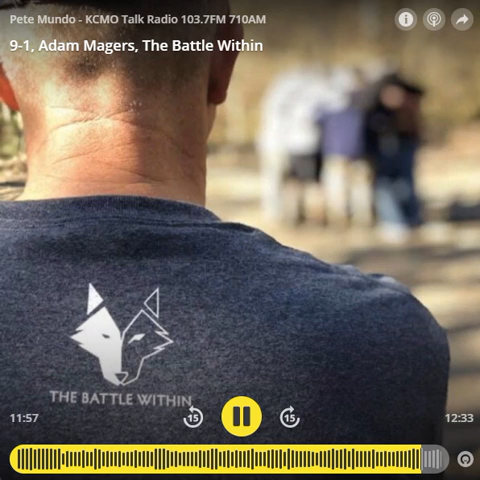 Pete Mundo - KCMO Talk Radio 103.7FM 710AM
9-1, Adam Magers, The Battle Within
THE BATTLE WITHIN
11:57
15
15
12:33